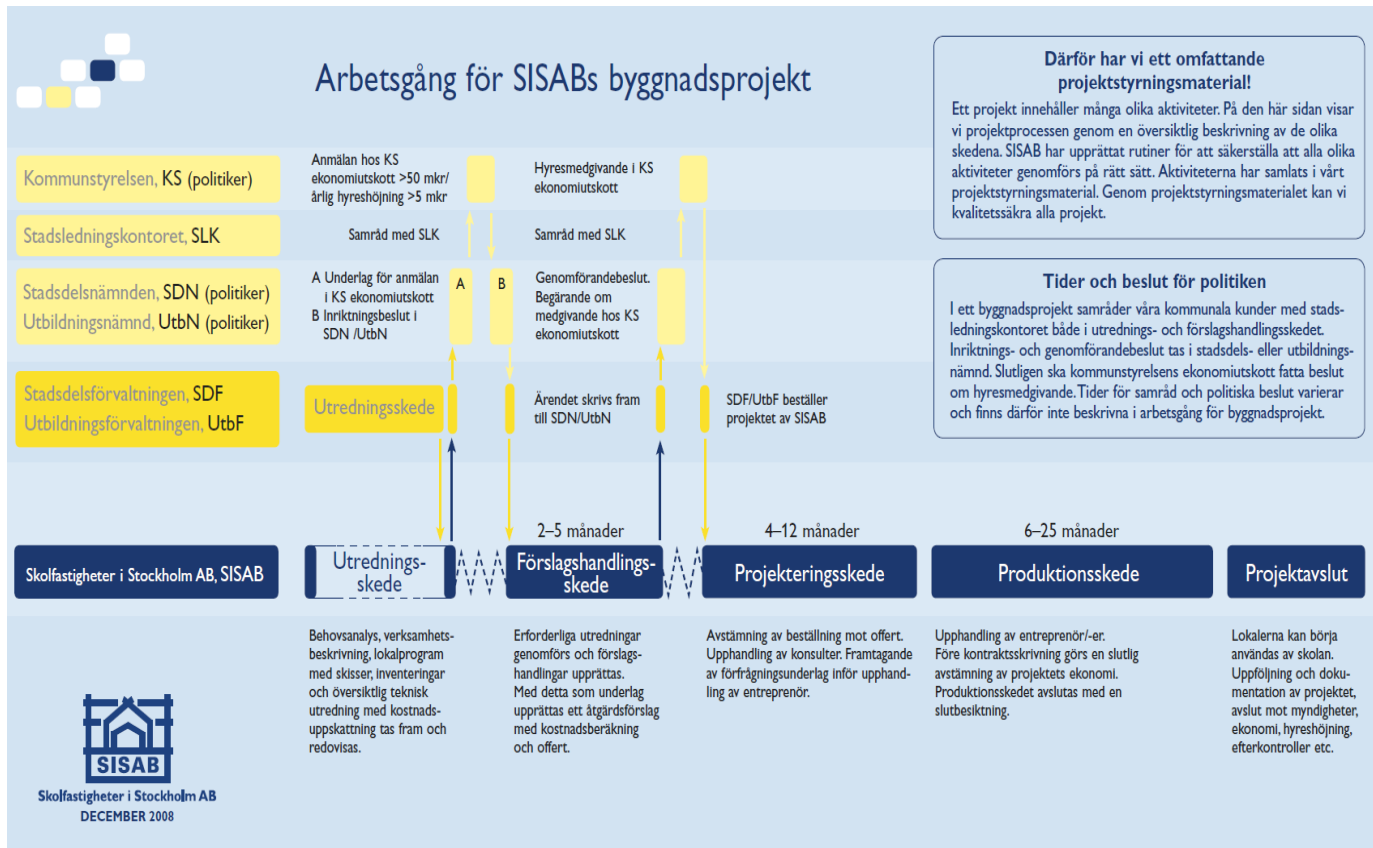 Arbetsgång för SISABs byggnadsprojekt
Därför har vi ett omfattande
projektstyrningsmaterial!
Ett projekt innehåller många olika aktiviteter. På den här sidan visar
vi projektprocessen genom en översiktlig beskrivning av de olika
skedena. SISAB har upprättat rutiner för att säkerställa att alla olika
aktiviteter genomförs på rätt sätt. Aktiviteterna har samlats i vårt
projektstyrningsmaterial. Genom projektstyrningsmaterialet kan vi
kvalitetssäkra alla projekt.
Kommunstyrelsen, KS (politiker)
Anmälan hos KS
ekonomiutskott >50 mkr/
årlig hyreshöjning >5 mkr
Hyresmedgivande i KS
ekonomiutskott
Stadsledningskontoret, SLK
Samråd med SLK
Samråd med SLK
Stadsdelsnämnden, SDN (politiker)
Utbildningsnämnd, UtbN (politiker)
A Underlag för anmälan
i KS ekonomiutskott
B Inriktningsbeslut i
SDN /UtbN
A
B
Genomförandebeslut.
Begärande om
medgivande hos KS
ekonomiutskott
Tider och beslut för politiken
I ett byggnadsprojekt samråder våra kommunala kunder med stads-
ledningskontoret både i utrednings- och förslagshandlingsskedet.
Inriktnings- och genomförandebeslut tas i stadsdels- eller utbildnings-
nämnd. Slutligen ska kommunstyrelsens ekonomiutskott fatta beslut
om hyresmedgivande. Tider för samråd och politiska beslut varierar
och finns därför inte beskrivna i arbetsgång för byggnadsprojekt.
Stadsdelsförvaltningen, SDF
Utbildningsförvaltningen, UtbF
Utredningsskede
Ärendet skrivs fram
till SDN/UtbN
SDF/UtbF beställer
projektet av SISAB
2–5 månader
4–12 månader
6–25 månader
Skolfastigheter i Stockholm AB, SISAB
Utrednings-
skede
Förslagshandlings-
skede
Projekteringsskede
Produktionsskede
Projektavslut
Behovsanalys, verksamhets-
beskrivning, lokalprogram
med skisser, inventeringar
och översiktlig teknisk
utredning med kostnads-
uppskattning tas fram och
redovisas.
Erforderliga utredningar
genomförs och förslags-
handlingar upprättas.
Med detta som underlag
upprättas ett åtgärdsförslag
med kostnadsberäkning
och offert.
Avstämning av beställning mot offert.
Upphandling av konsulter. Framtagande
av förfrågningsunderlag inför upphand-
ling av entreprenör.
Upphandling av entreprenör/-er.
Före kontraktsskrivning görs en slutlig
avstämning av projektets ekonomi.
Produktionsskedet avslutas med en
slutbesiktning.
Lokalerna kan börja
användas av skolan.
Uppföljning och doku-
mentation av projektet,
avslut mot myndigheter,
ekonomi, hyreshöjning,
efterkontroller etc.
SISAB
Skolfastigheter i Stockholm AB
DECEMBER 2008